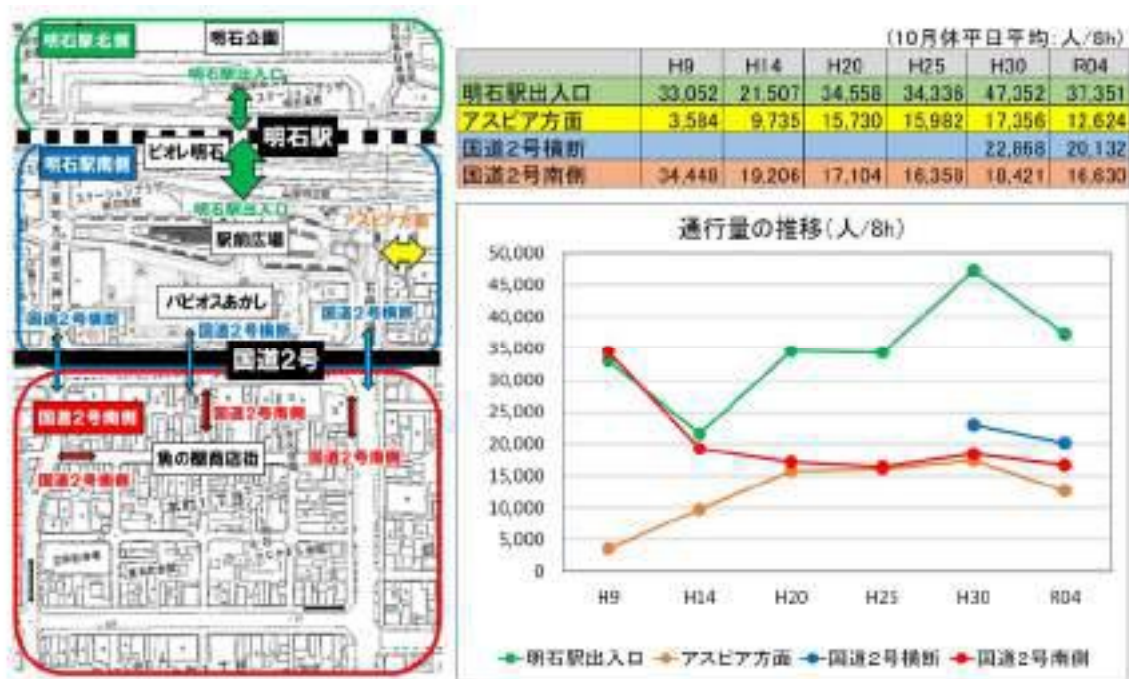 明石駅北側
明石公園
明石駅出入口
明石駅
ピオレ明石
明石駅南側
明石駅出入口
アスピア方面
駅前広場
パピオスあかし
国道2号横断
国道2号横断
国道2号横断
国道2号
国道2号南側
国道2号南側
魚の棚商店街
国道2号南側
国道2号南側
(10月休平日平均:人/8h)
H9 H14 H20 H25 H30 R04
明石駅出入口 33,052 21,507 34,558 34,336 47,352 37,351
アスピア方面 3,584 9,735 15,730 15,982 17,356 12,624
国道2号横断 22,868 20,132
国道2号南側 34,448 19,206 17,104 16,358 18,421 16,630
通行量の推移(人/8h)
50,000
45,000
40,000
35,000
30,000
25,000
20,000
15,000
10,000
5,000
0
H9 H14 H20 H25 H30 R04
明石駅出入口 アスピア方面 国道2号横断 国道2号南側